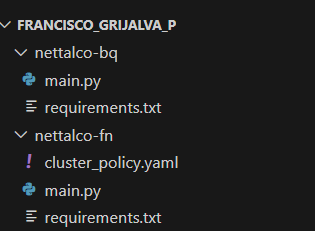 FRANCISCO_GRIJALVA_P
nettalco-bq
main.py
requirements.txt
nettalco-fn
! cluster_policy.yaml
main.py
requirements.txt